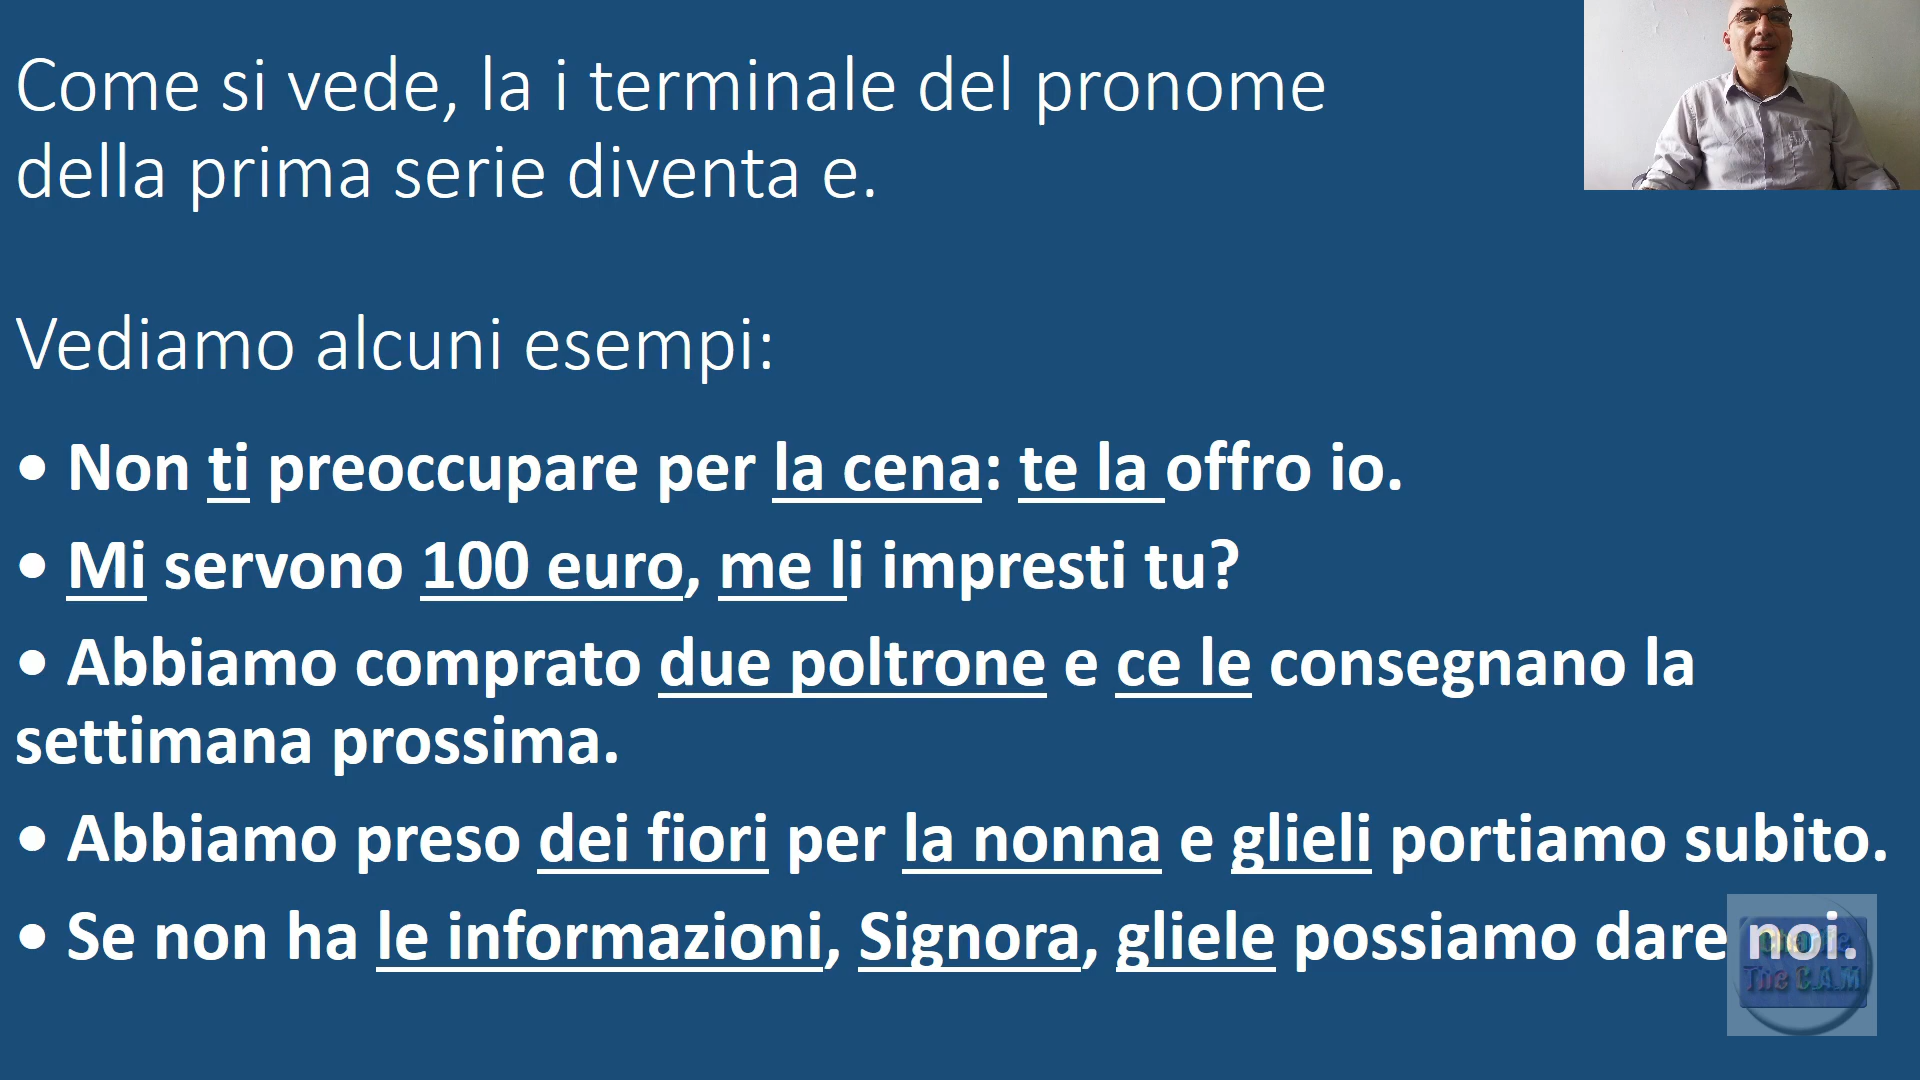 Come si vede, la i terminale del pronome
della prima serie diventa e.
Vediamo alcuni esempi:
• Non ti preoccupare per la cena: te la offro io.
• Mi servono 100 euro, me li impresti tu?
• Abbiamo comprato due poltrone e ce le consegnano la
settimana prossima.
• Abbiamo preso dei fiori per la nonna e glieli portiamo subito.
• Se non ha le informazioni, Signora, gliele possiamo dare noi.
Charlie
The C.A.M